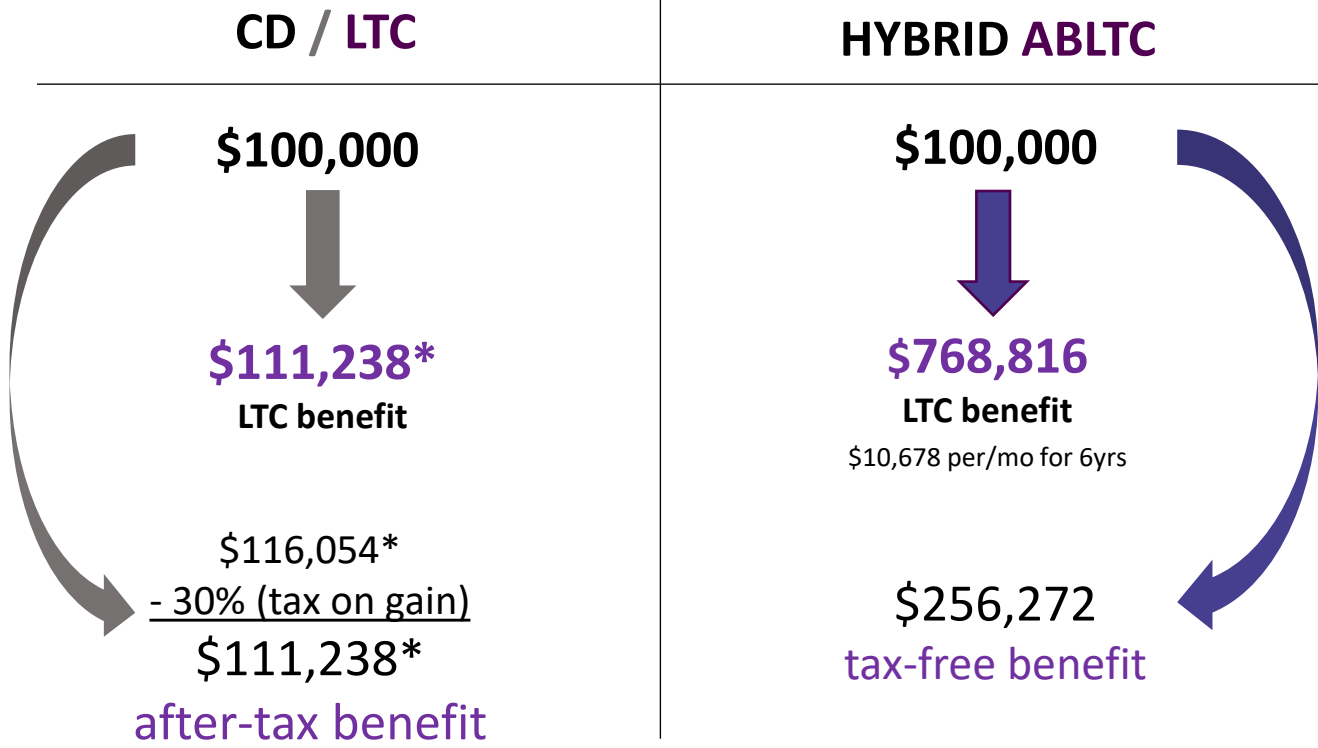 CD / LTC
$100,000
$111,238*
LTC benefit
$116,054*
- 30% (tax on gain)
$111,238*
after-tax benefit
HYBRID ABLTC
$100,000
$768,816
LTC benefit
$10,678 per/mo for 6yrs
$256,272
tax-free benefit